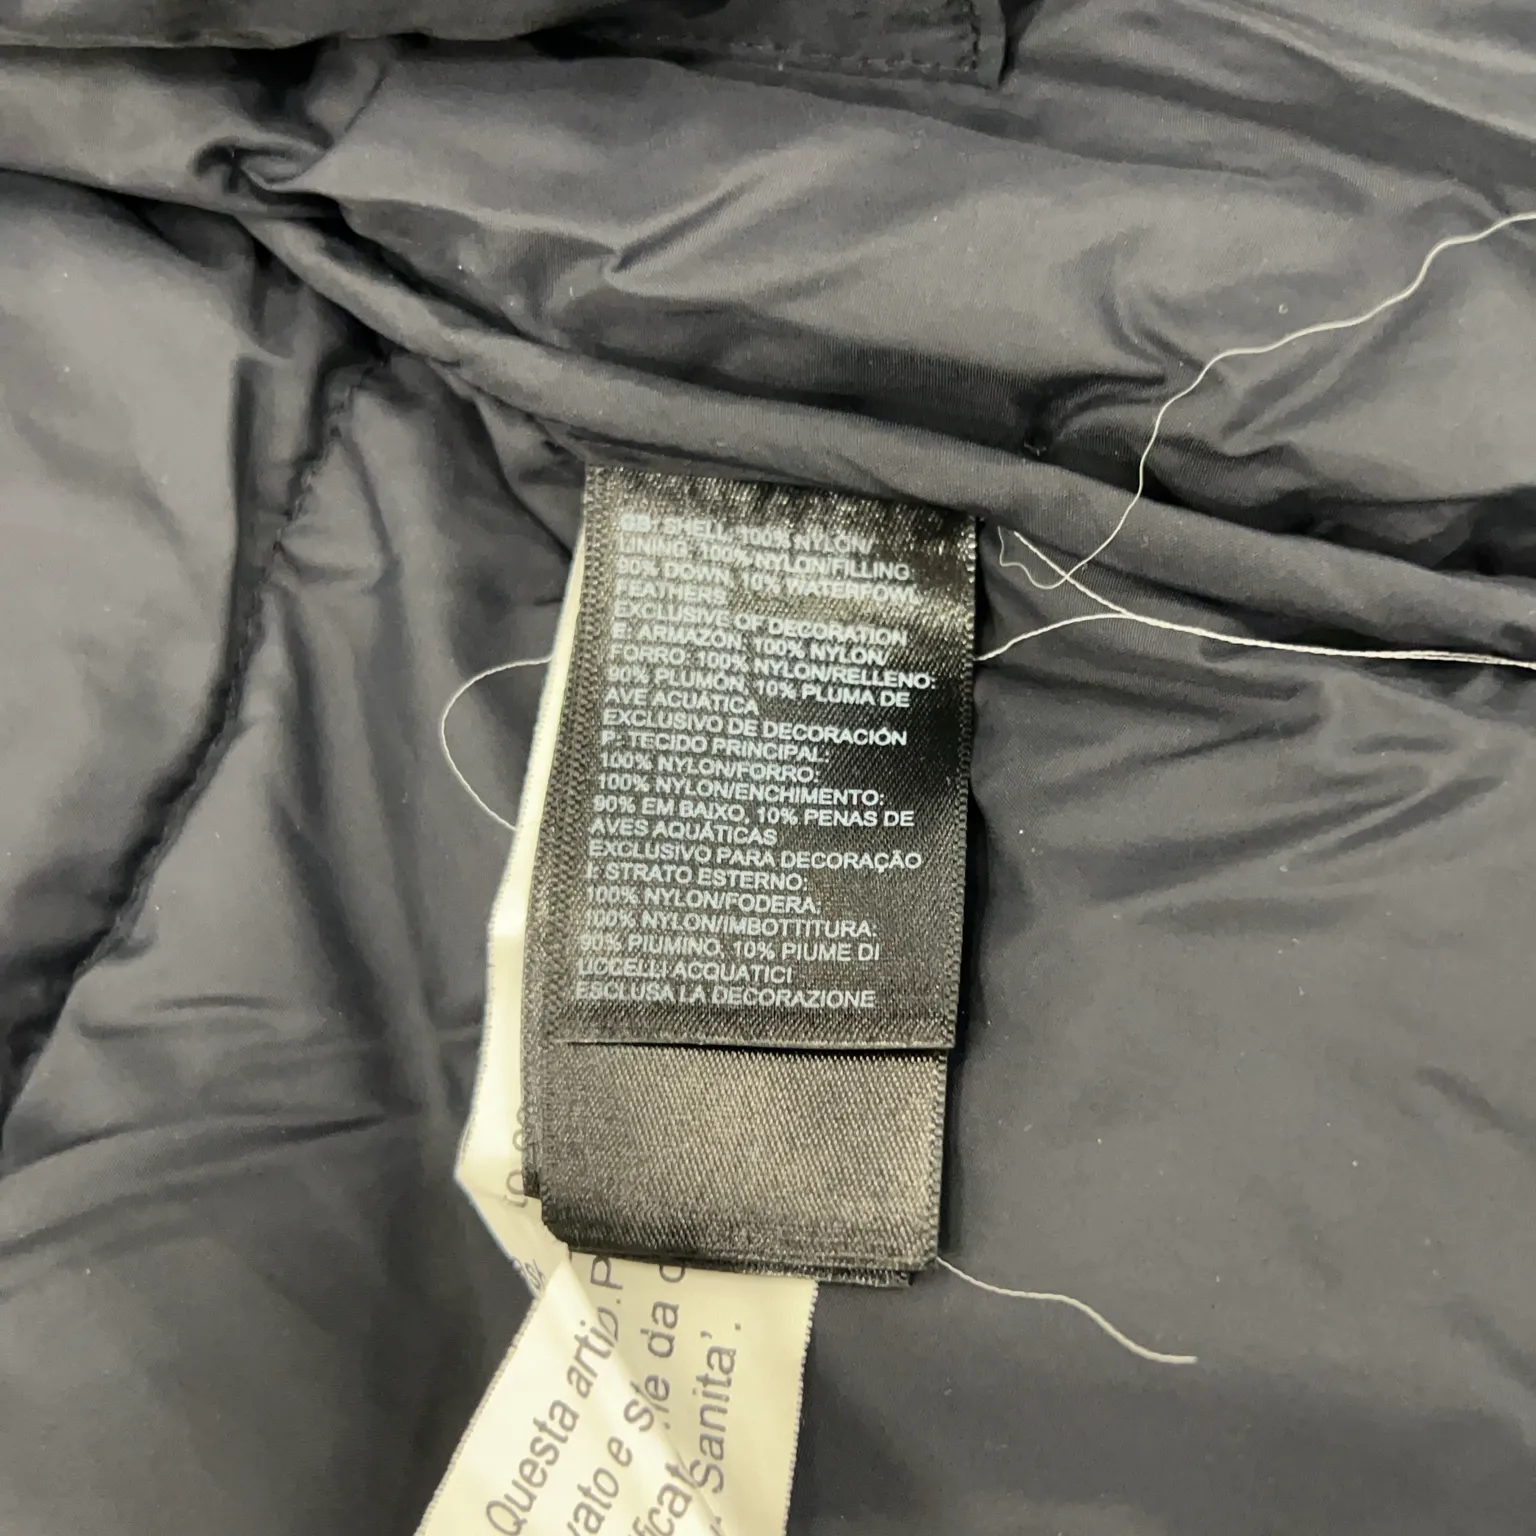 GB: SHELL, 100% NYLON/
LINING, 100% NYLON/FILLING:
90% DOWN, 10% WATERFOWL
FEATHERS
EXCLUSIVE OF DECORATION
E: ARMAZÓN, 100% NYLON/
FORRO: 100% NYLON/RELLENO:
90% PLUMÓN, 10% PLUMA DE
AVE ACUATICA
EXCLUSIVO DE DECORACIÓN
P: TECIDO PRINCIPAL:
100% NYLON/FORRO:
100% NYLON/ENCHIMENTO:
90% EM BAIXO, 10% PENAS DE
AVES AQUÁTICAS
EXCLUSIVO PARA DECORAÇÃO
I: STRATO ESTERNO:
100% NYLON/FODERA:
100% NYLON/IMBOTTITURA:
90% PIUMINO, 10% PIUME DI
UCCELLI ACQUATICI
ESCLUSA LA DECORAZIONE
Questa
e
da
Sanita'.